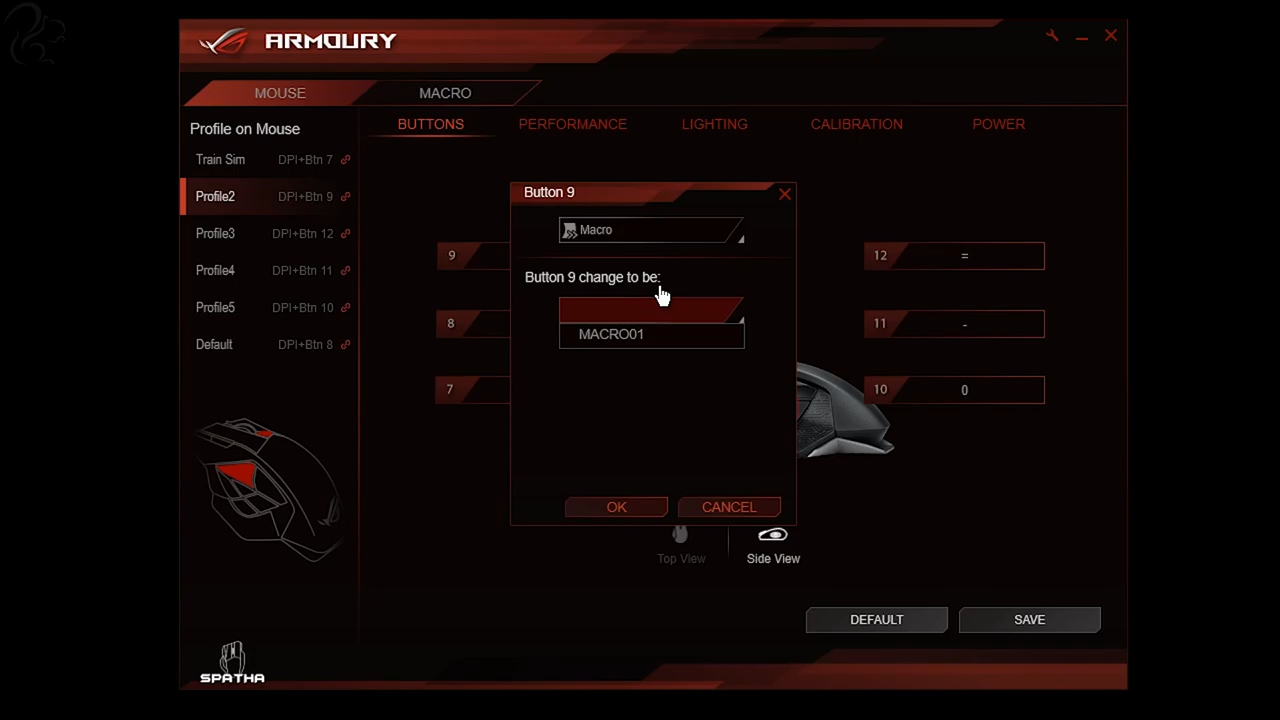 ARMOURY
MOUSE
MACRO
Profile on Mouse
Train Sim DPI+Btn 7
Profile2 DPI+Btn 9
Profile3 DPI+Btn 12
Profile4 DPI+Btn 11
Profile5 DPI+Btn 10
Default DPI+Btn 8
BUTTONS
PERFORMANCE
LIGHTING
CALIBRATION
POWER
Button 9
Macro
Button 9 change to be:
MACRO01
OK
CANCEL
9
8
7
12 =
11 -
10 0
Top View
Side View
DEFAULT
SAVE
SPATHA